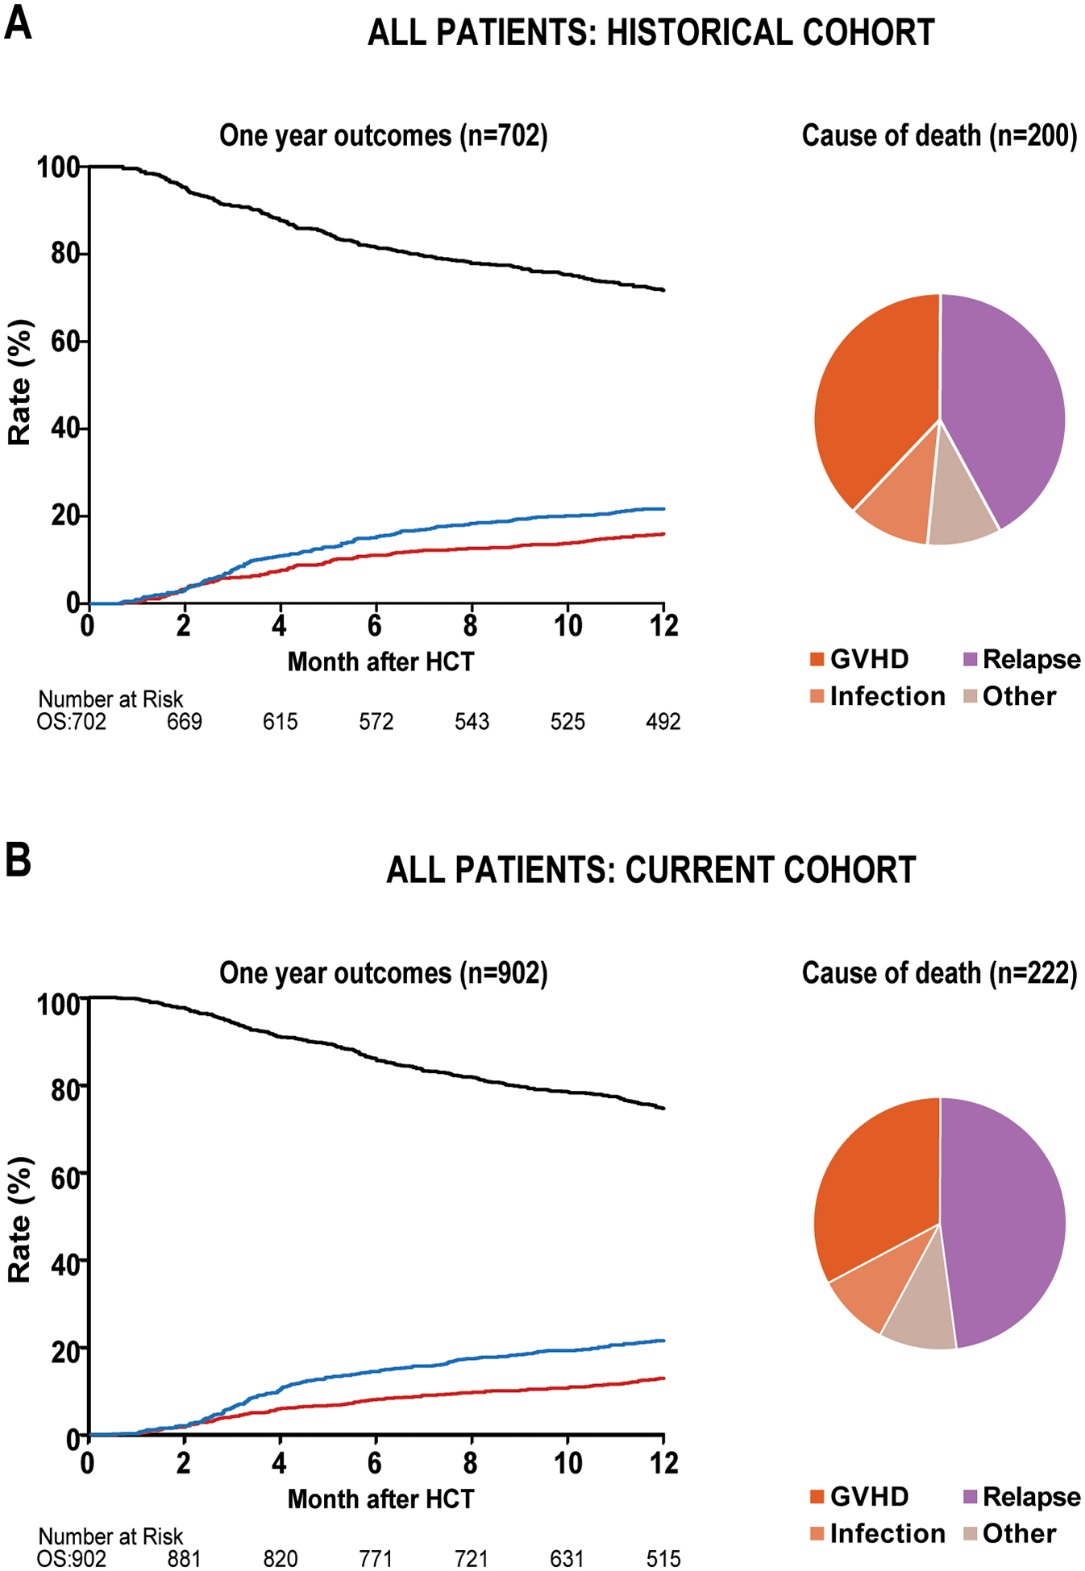 A
ALL PATIENTS: HISTORICAL COHORT
One year outcomes (n=702)
Cause of death (n=200)
100
80
60
40
20
0
Rate (%)
0 2 4 6 8 10 12
Month after HCT
GVHD Relapse
Infection Other
Number at Risk
OS:702 669 615 572 543 525 492
B
ALL PATIENTS: CURRENT COHORT
One year outcomes (n=902)
Cause of death (n=222)
100
80
60
40
20
0
Rate (%)
0 2 4 6 8 10 12
Month after HCT
GVHD Relapse
Infection Other
Number at Risk
OS:902 881 820 771 721 631 515